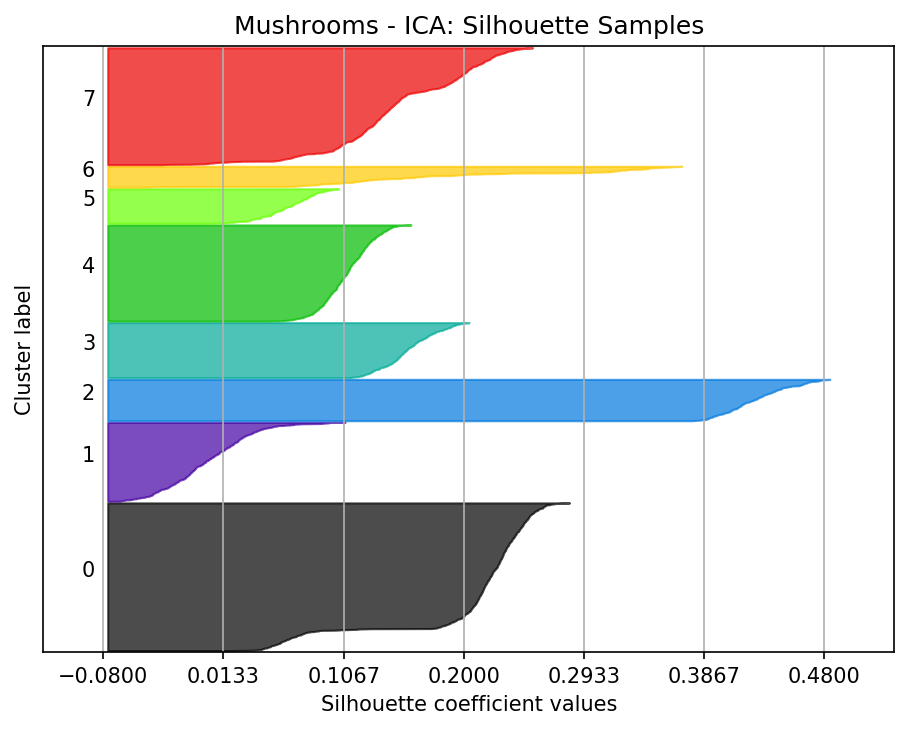 Mushrooms - ICA: Silhouette Samples
7
6
5
4
3
2
1
0
Cluster label
−0.0800 0.0133 0.1067 0.2000 0.2933 0.3867 0.4800
Silhouette coefficient values